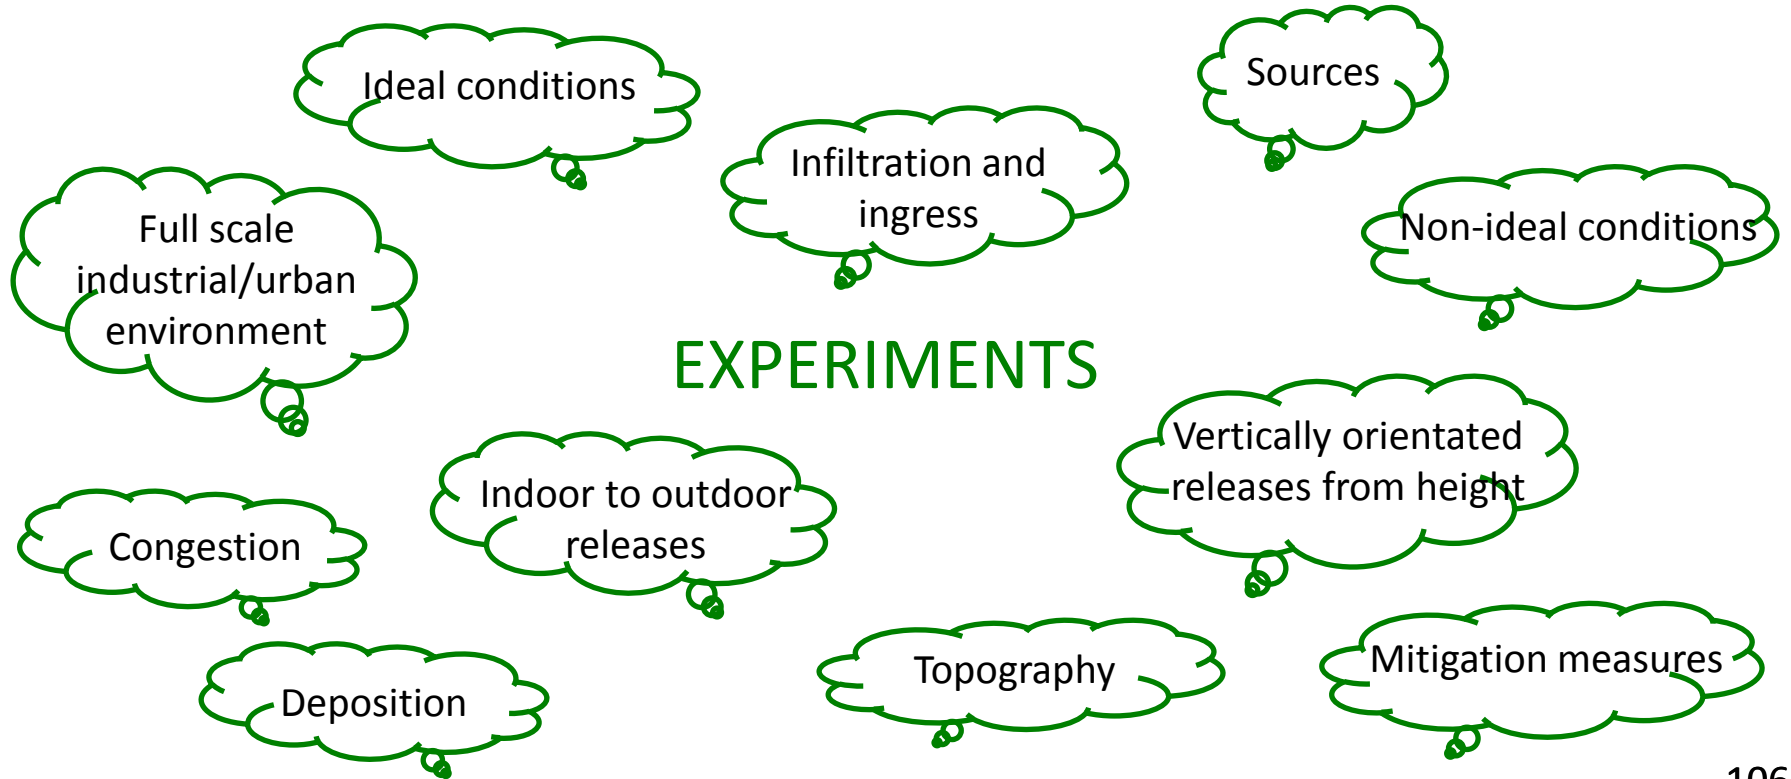 Ideal conditions
Sources
Infiltration and
ingress
Full scale
industrial/urban
environment
Non-ideal conditions
EXPERIMENTS
Vertically orientated
releases from height
Indoor to outdoor
releases
Congestion
Topography
Mitigation measures
Deposition
106